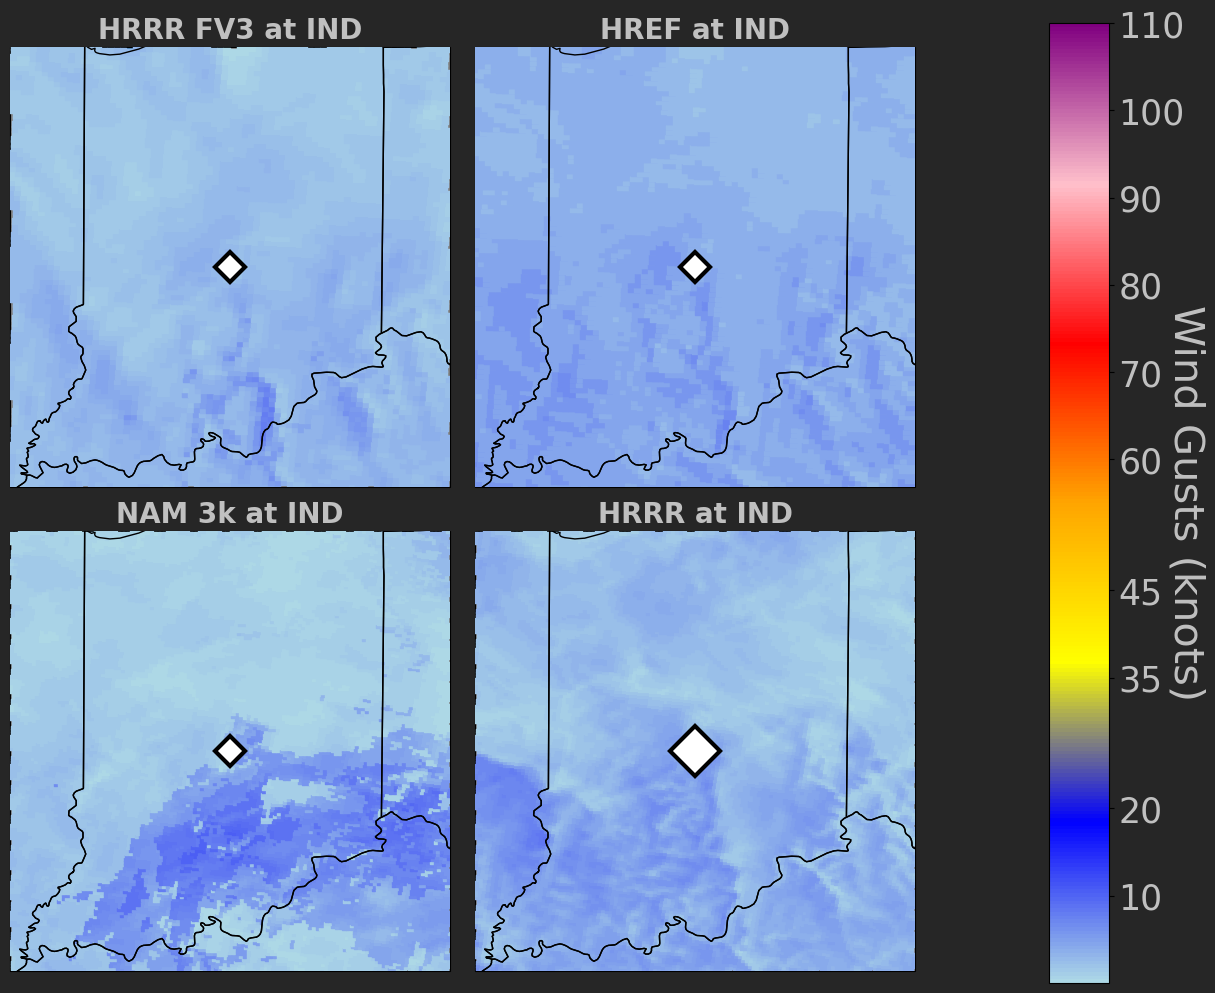 HRRR FV3 at IND
HREF at IND
NAM 3k at IND
HRRR at IND
110
100
90
80
70
60
45
35
20
10
Wind Gusts (knots)